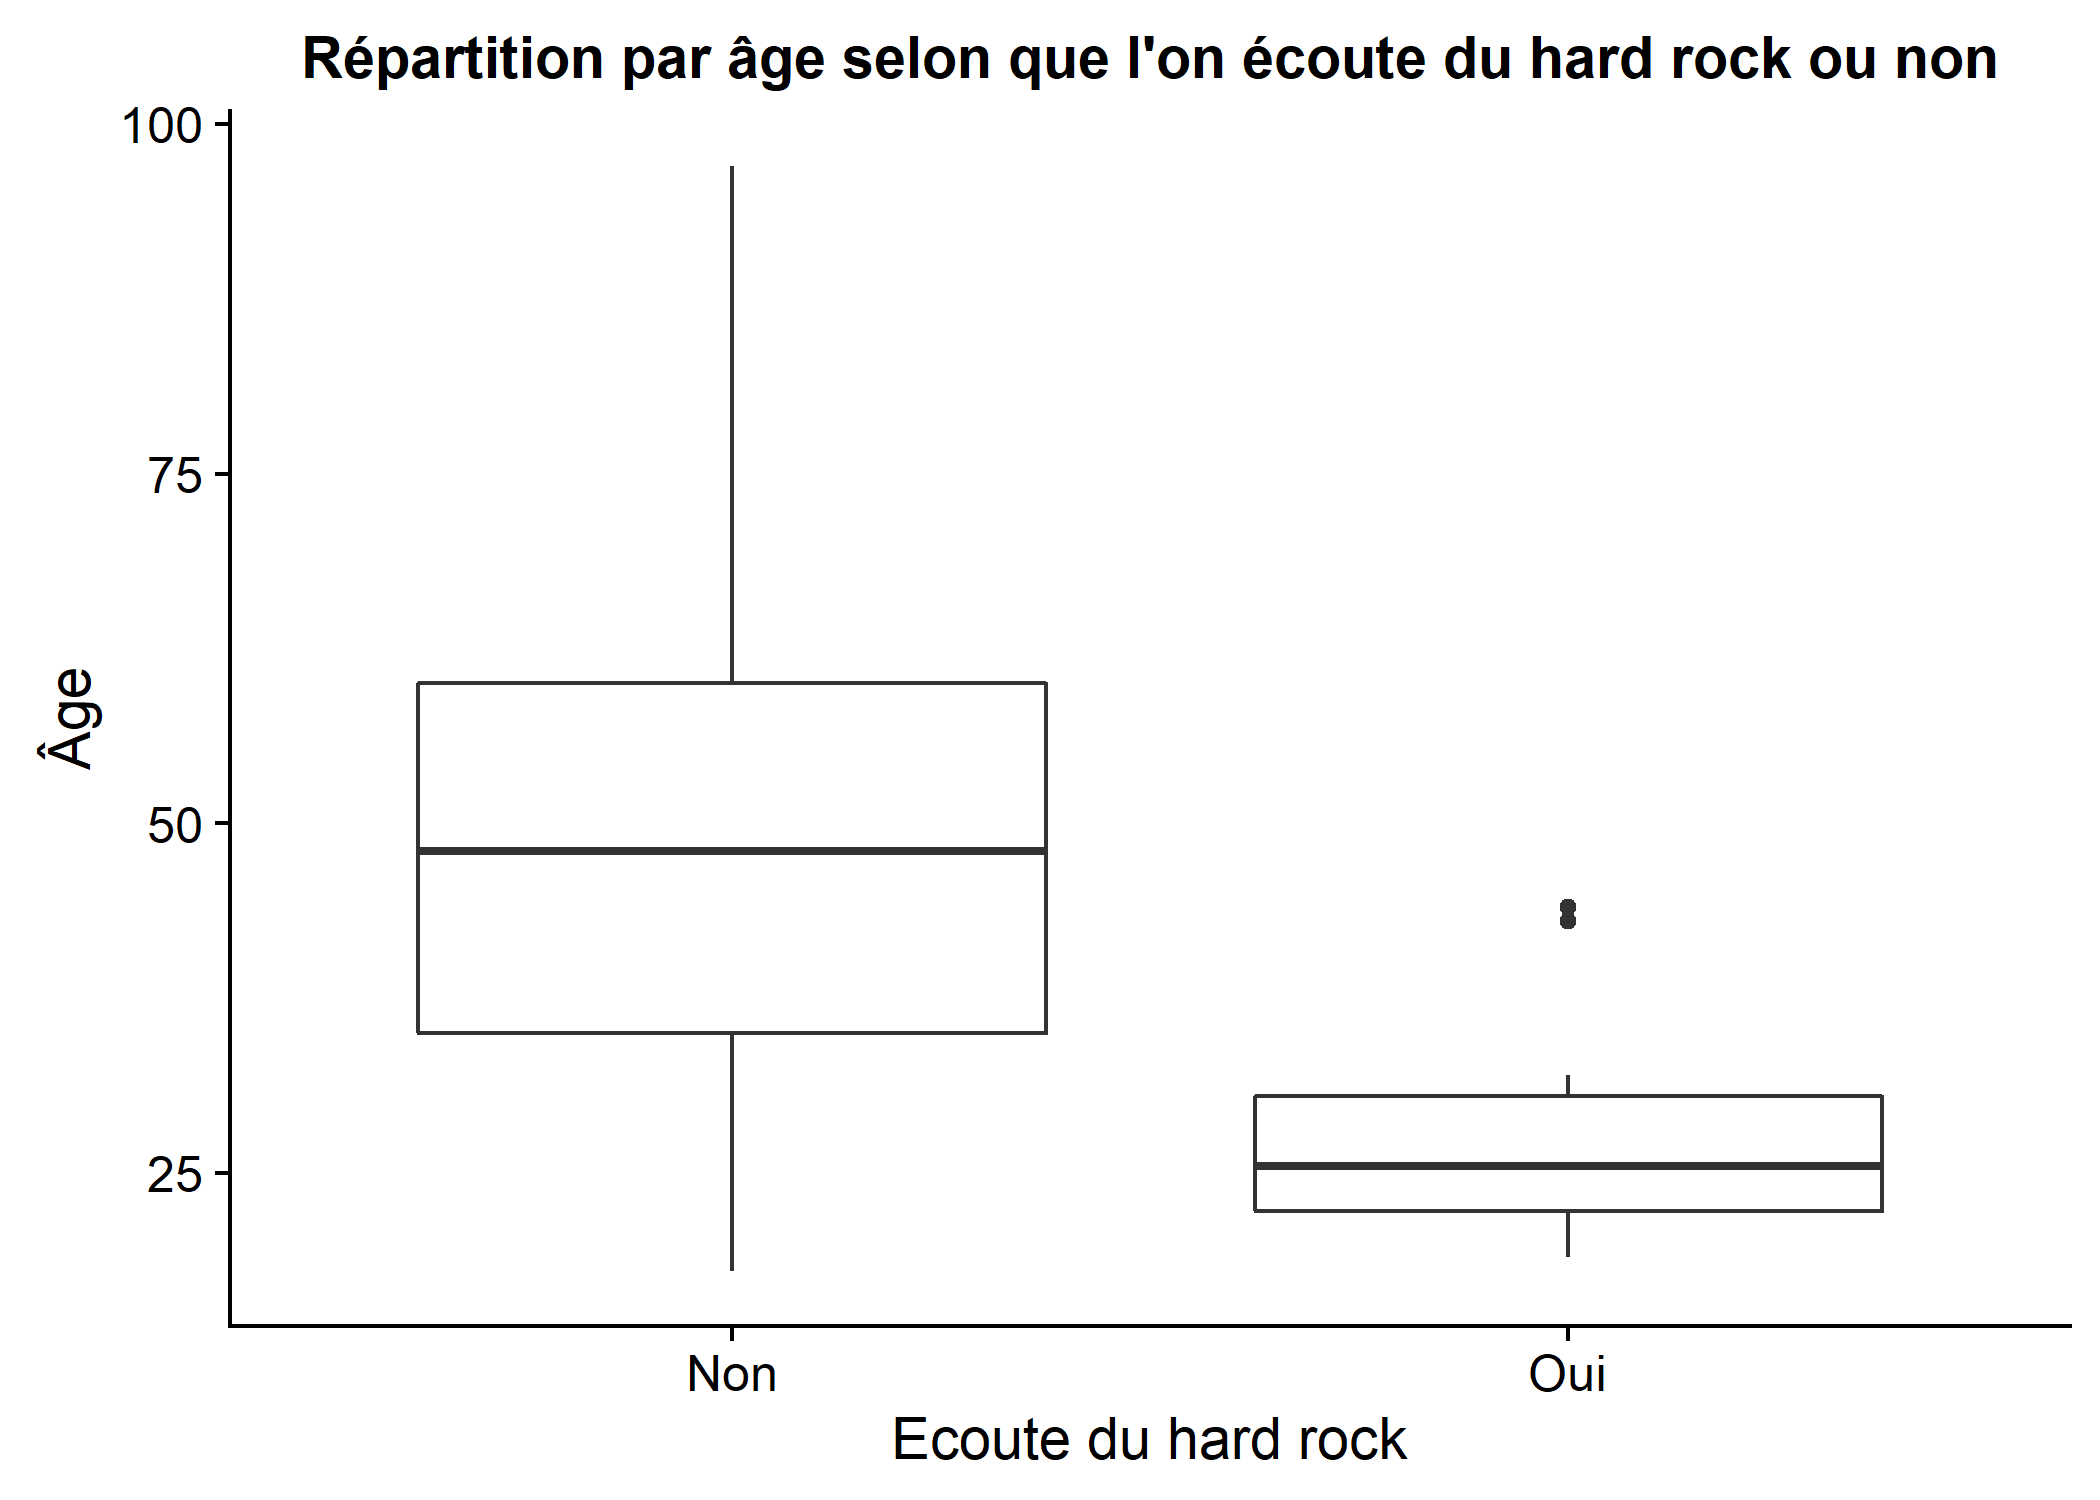 Répartition par âge selon que l'on écoute du hard rock ou non
100
75
50
25
Âge
Non
Oui
Ecoute du hard rock